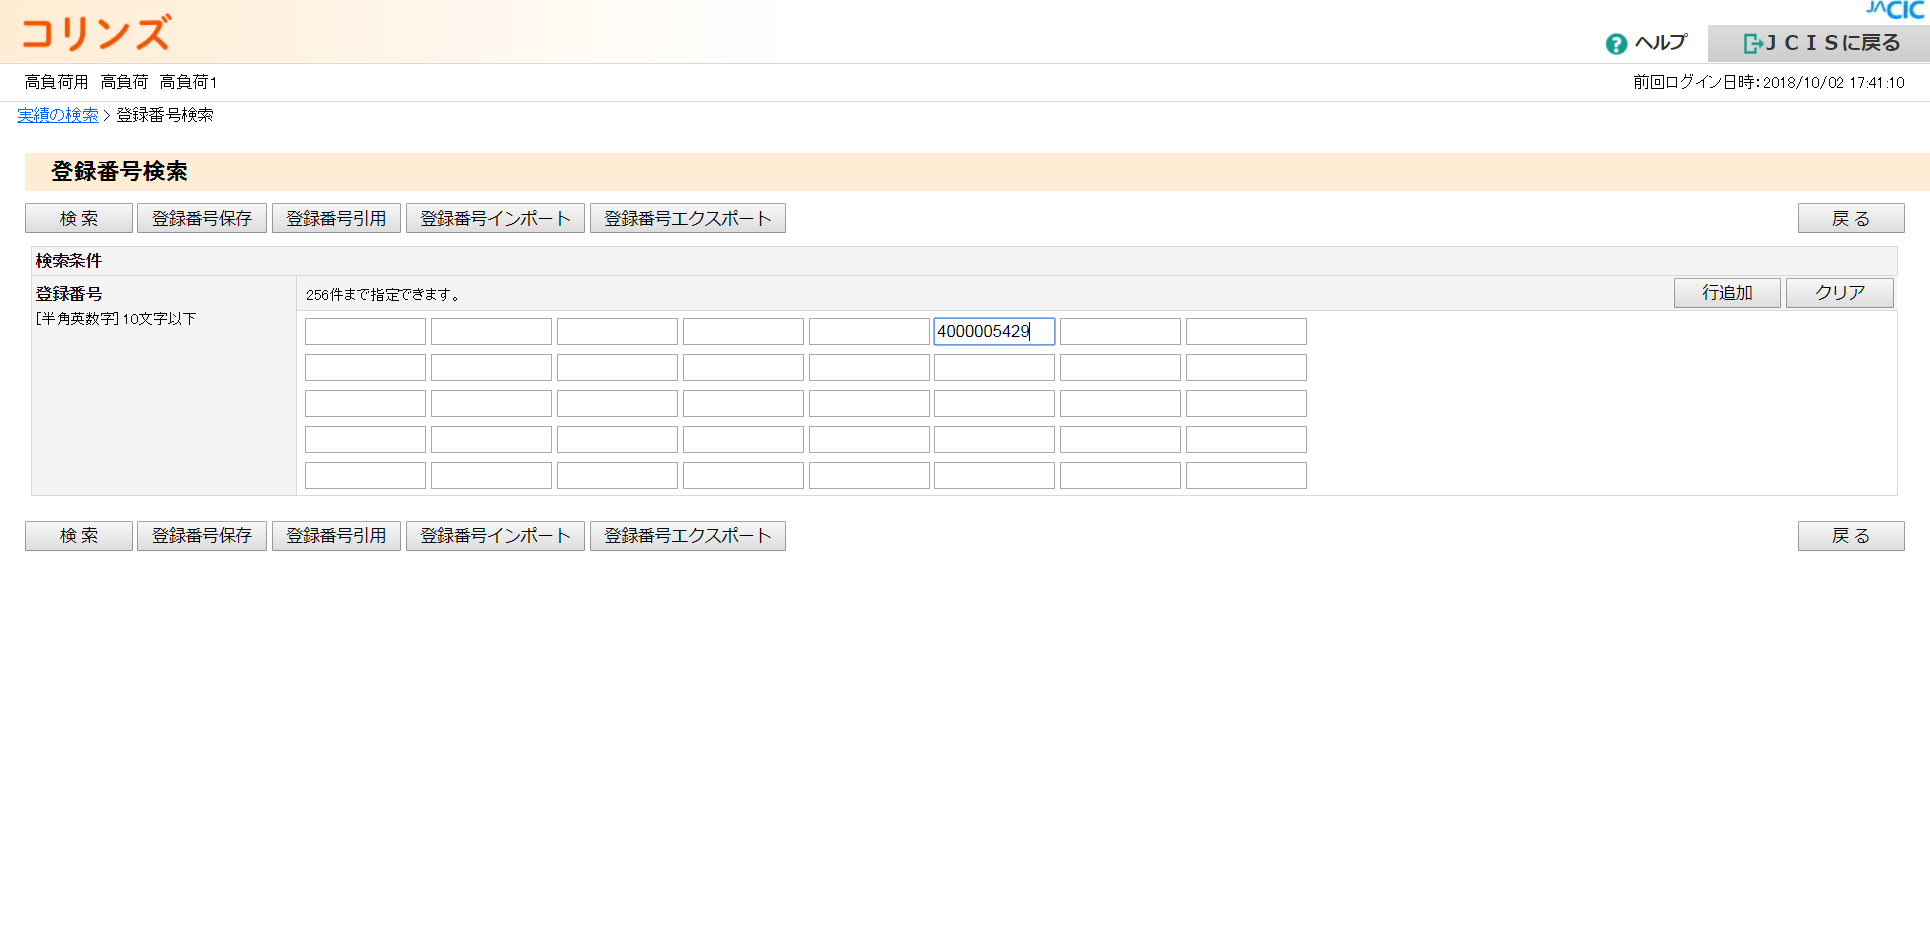 JACIC
コリンズ
ヘルプ
ＪＣＩＳに戻る
高負荷用 高負荷 高負荷1
前回ログイン日時：2018/10/02 17:41:10
実績の検索 > 登録番号検索
登録番号検索
検 索 登録番号保存 登録番号引用 登録番号インポート 登録番号エクスポート 戻 る
検索条件
登録番号
256件まで指定できます。
行追加 クリア
[半角英数字] 10文字以下
4000005429
検 索 登録番号保存 登録番号引用 登録番号インポート 登録番号エクスポート 戻 る